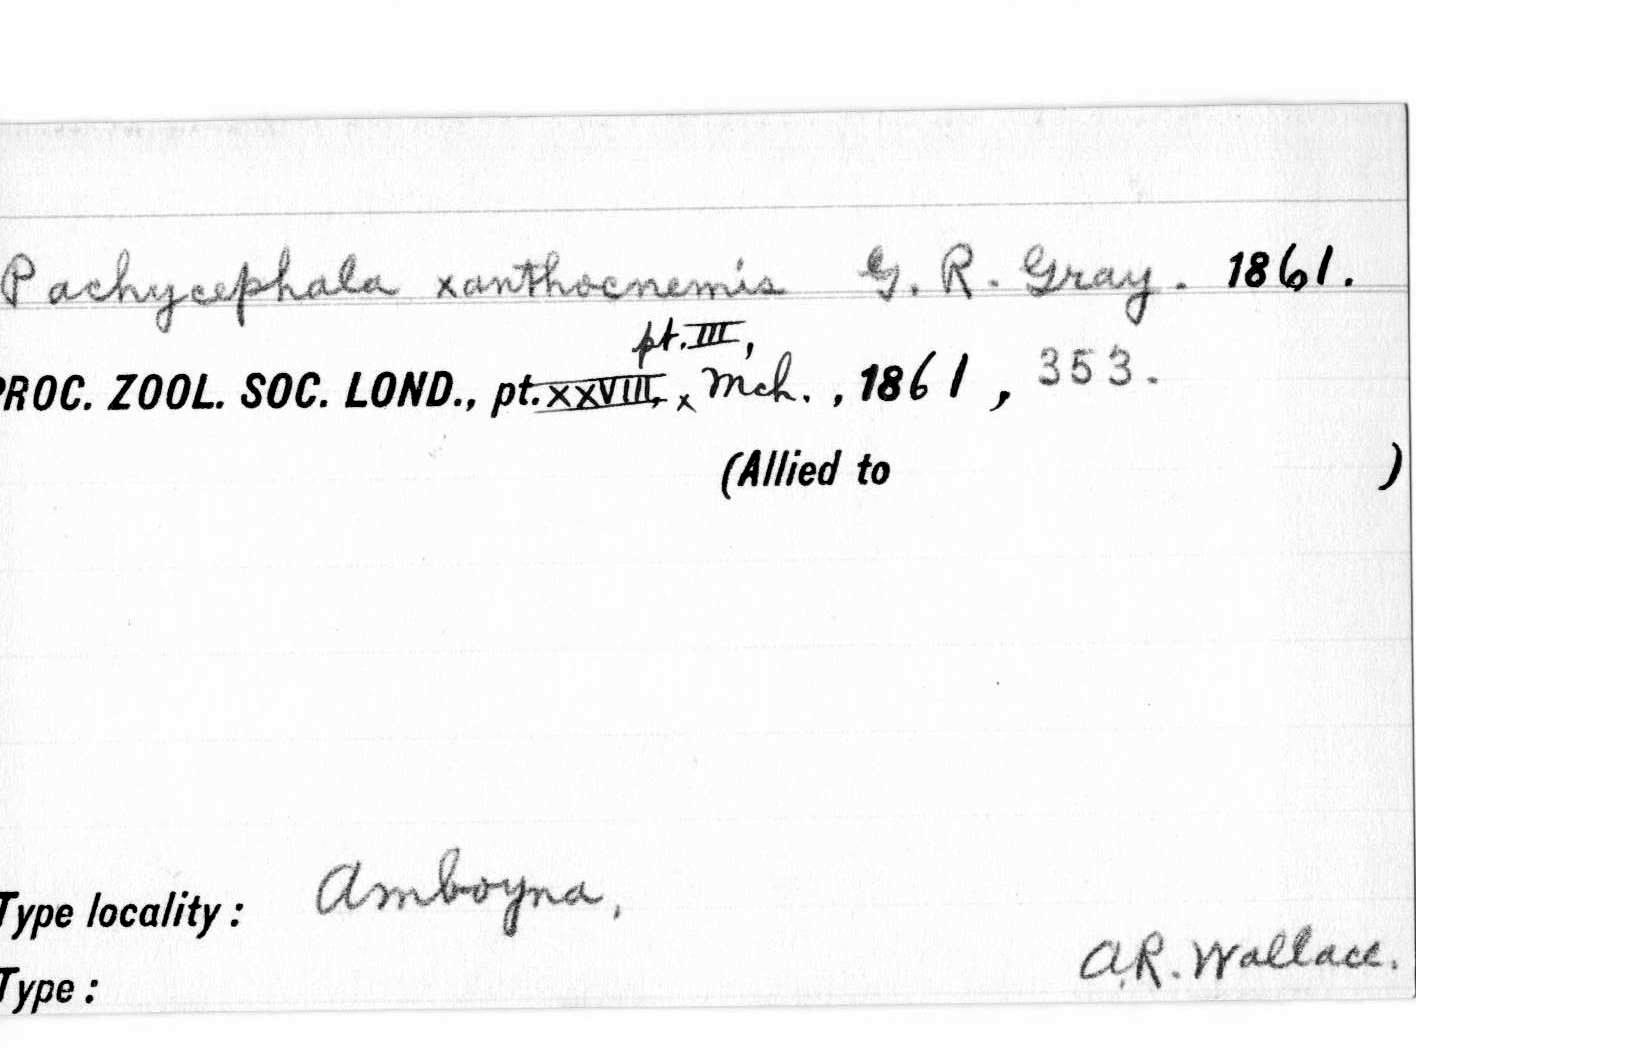 Pachycephala xanthocnemis G. R. Gray. 1861.
pt. III,
PROC. ZOOL. SOC. LOND., pt. XXVIII, x Mch. , 1861 , 353.
(Allied to )
Type locality : Amboyna,
A.R. Wallace.
Type :